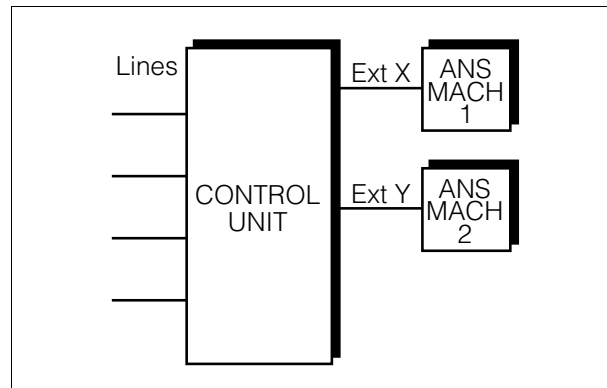 Lines
CONTROL
UNIT
Ext X
ANS
MACH
1
Ext Y
ANS
MACH
2